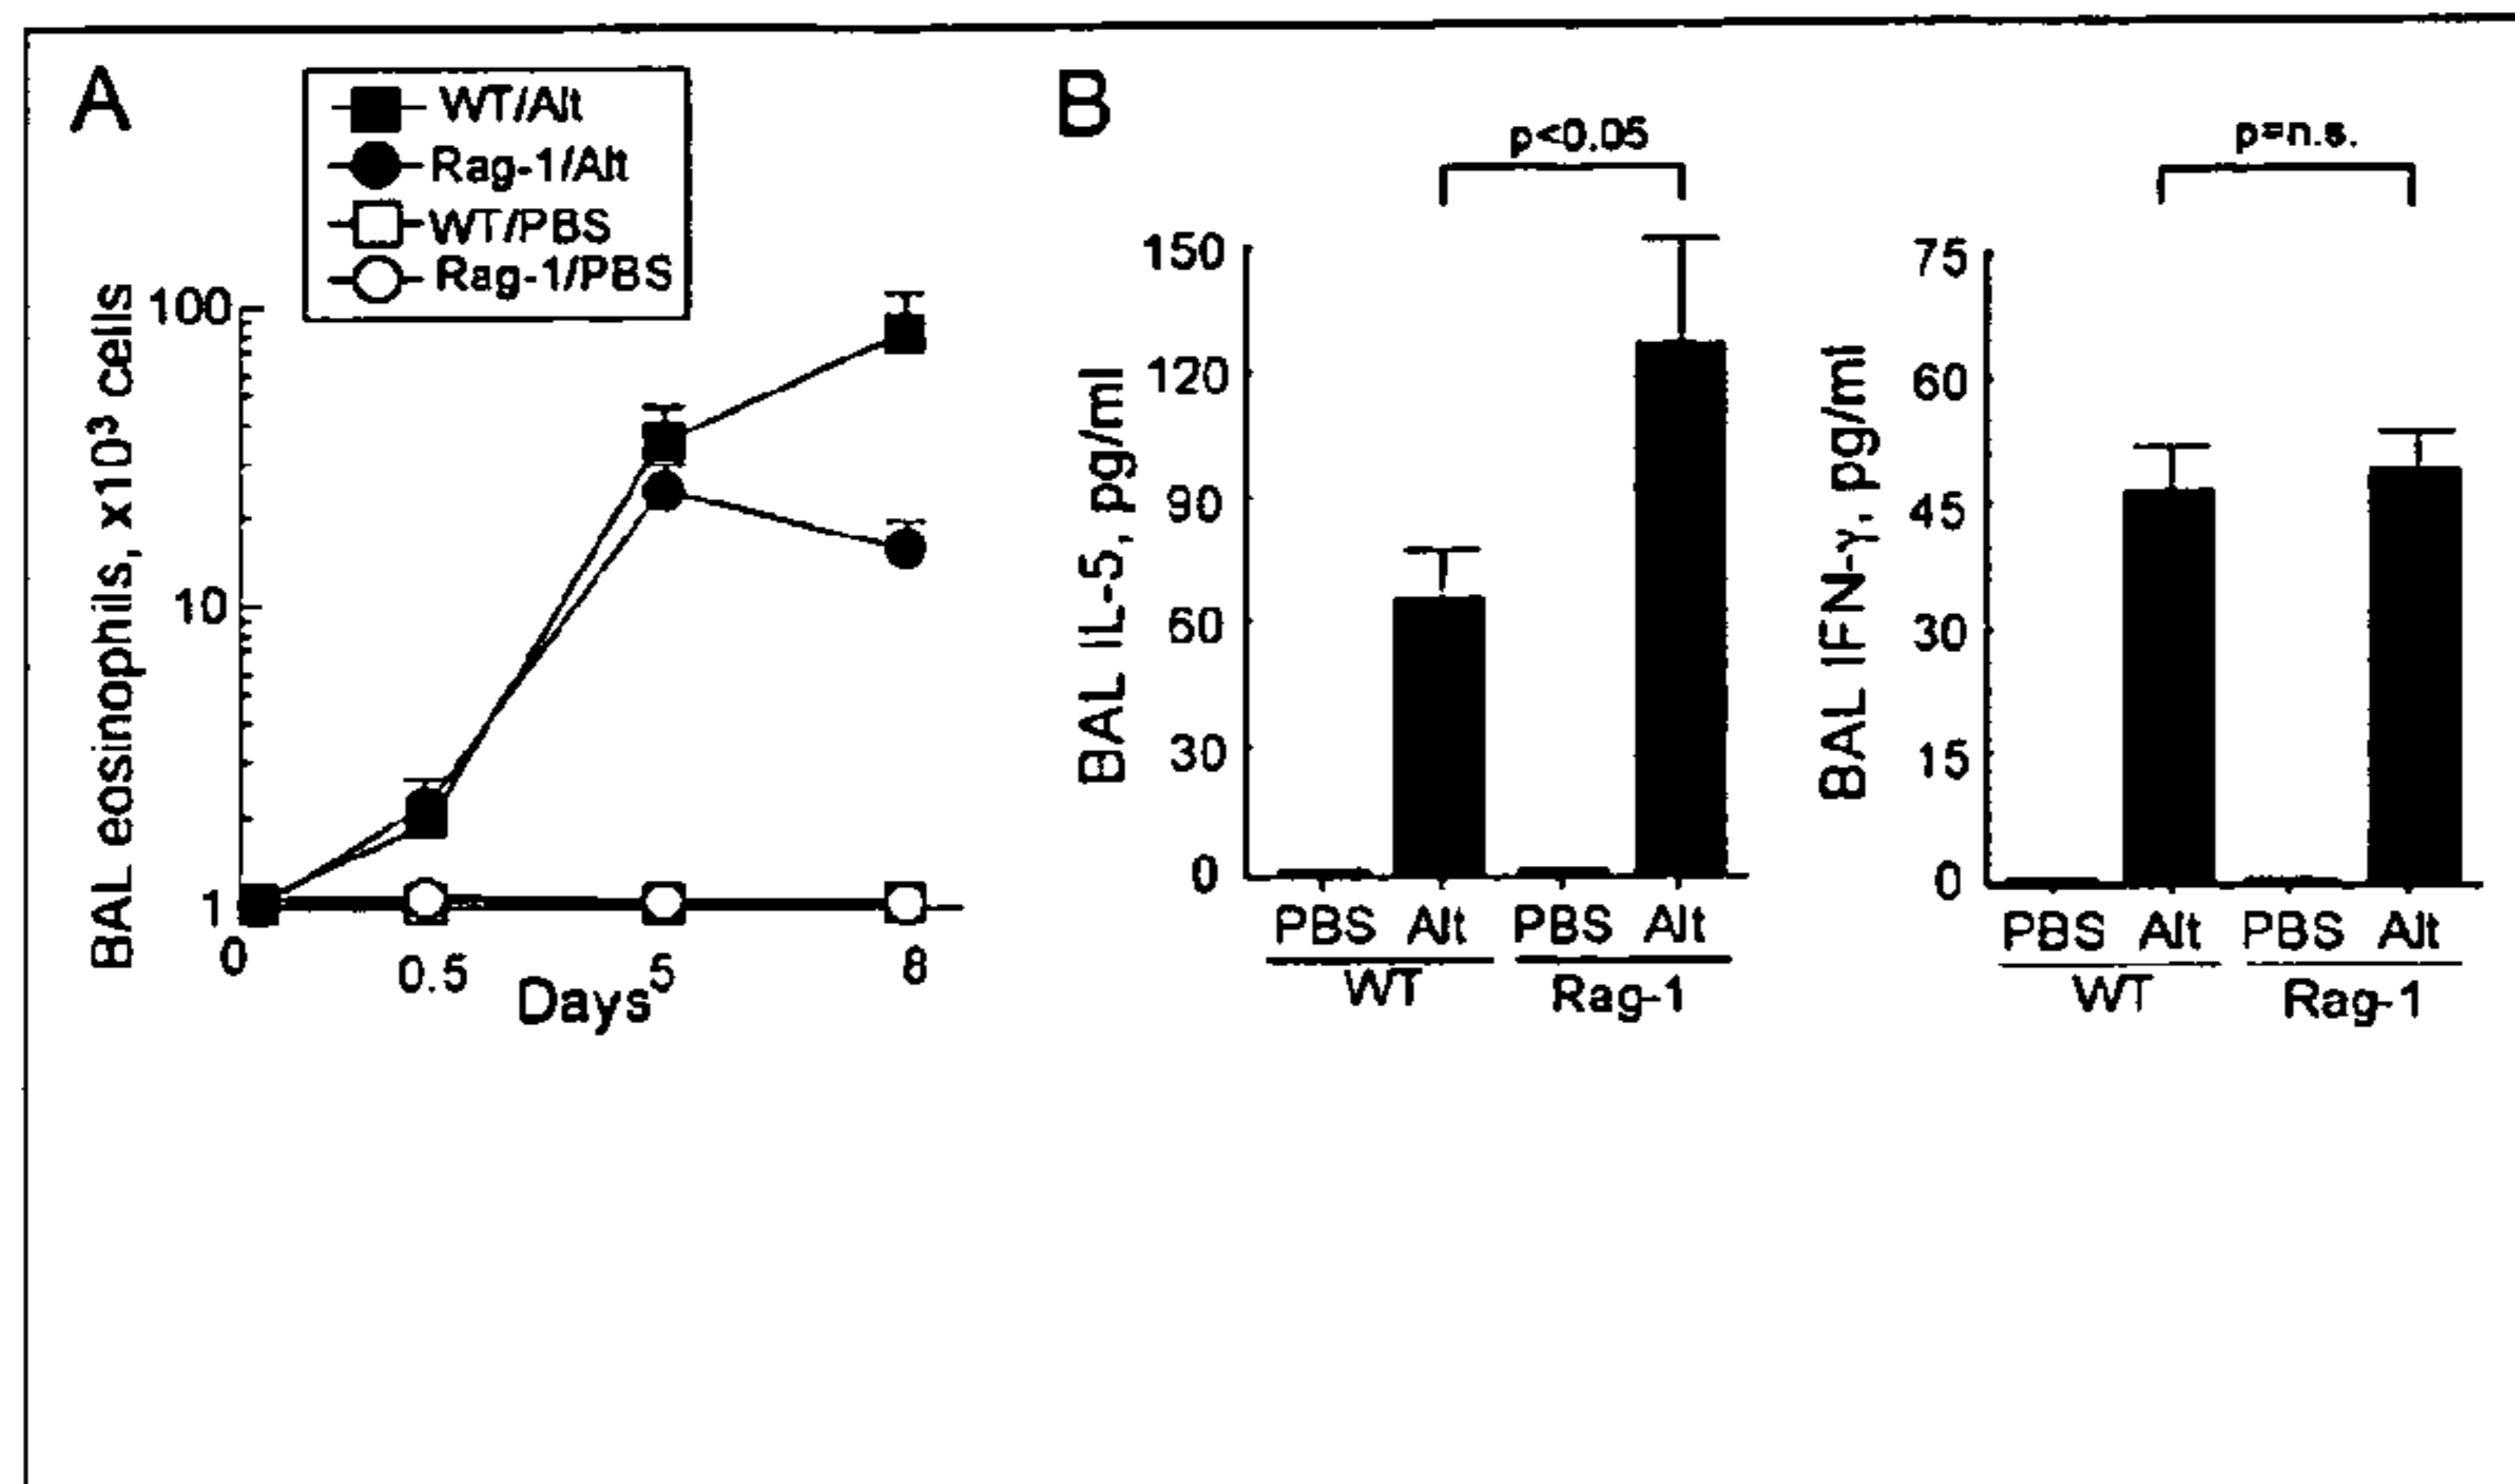 A
WT/Alt
Rag-1/Alt
WT/PBS
Rag-1/PBS
BAL eosinophils, x10³ cells
100
10
1
0
0.5
5
8
Days
B
p<0.05
BAL IL-5, pg/ml
150
120
90
60
30
0
PBS Alt PBS Alt
WT Rag-1
p=n.s.
BAL IFN-γ, pg/ml
75
60
45
30
15
0
PBS Alt PBS Alt
WT Rag-1